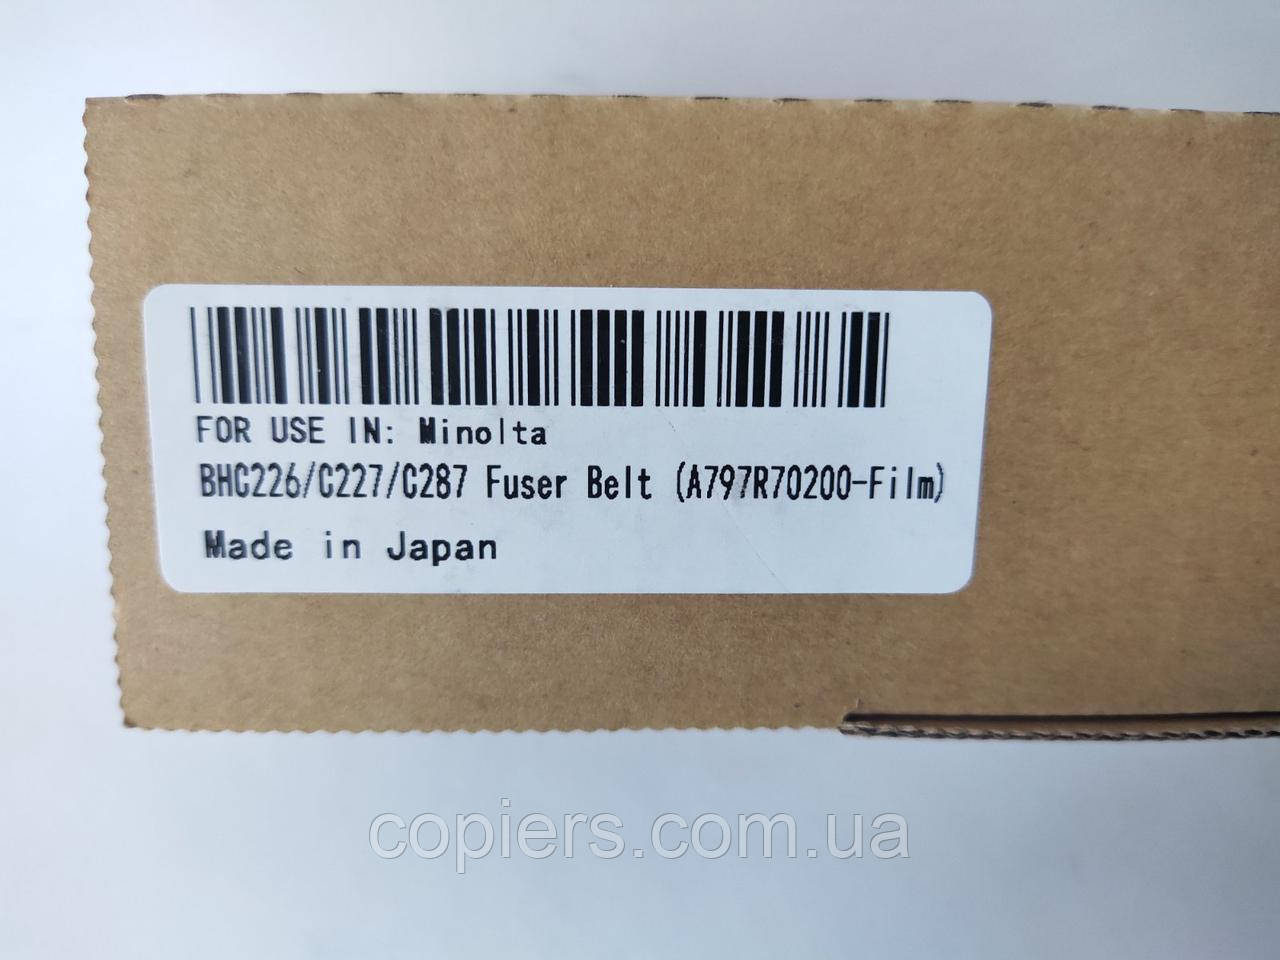 FOR USE IN: Minolta
BHC226/C227/C287 Fuser Belt (A797R70200-Film)
Made in Japan
copiers.com.ua